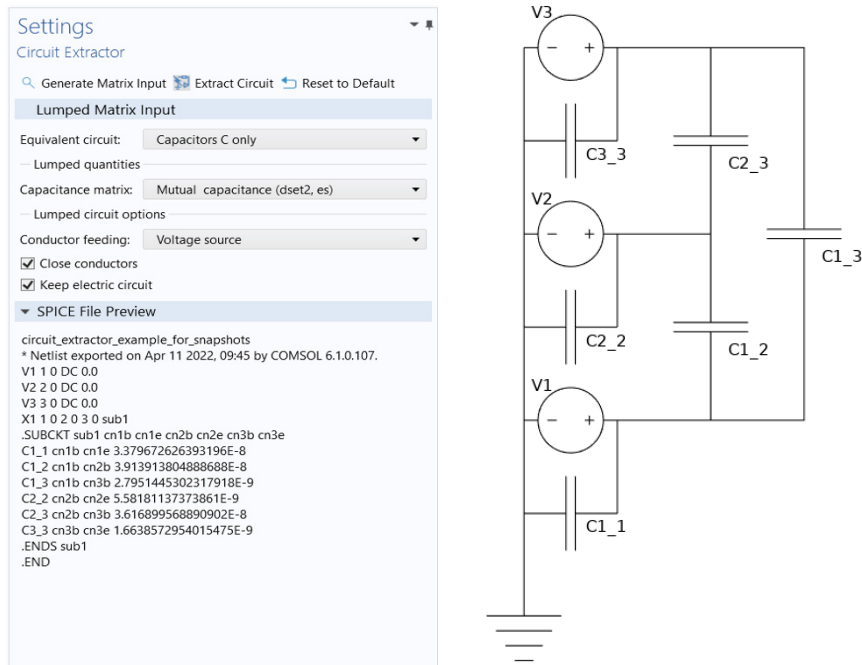 Settings
Circuit Extractor
Generate Matrix Input Extract Circuit Reset to Default
Lumped Matrix Input
Equivalent circuit: Capacitors C only
Lumped quantities
Capacitance matrix: Mutual capacitance (dset2, es)
Lumped circuit options
Conductor feeding: Voltage source
Close conductors
Keep electric circuit
SPICE File Preview
circuit_extractor_example_for_snapshots
* Netlist exported on Apr 11 2022, 09:45 by COMSOL 6.1.0.107.
V1 1 0 DC 0.0
V2 2 0 DC 0.0
V3 3 0 DC 0.0
X1 1 0 2 0 3 0 sub1
.SUBCKT sub1 cn1b cn1e cn2b cn2e cn3b cn3e
C1_1 cn1b cn1e 3.379672626393196E-8
C1_2 cn1b cn2b 3.913913804888688E-8
C1_3 cn1b cn3b 2.7951445302317918E-9
C2_2 cn2b cn2e 5.58181137373861E-9
C2_3 cn2b cn3b 3.616899568890902E-8
C3_3 cn3b cn3e 1.6638572954015475E-9
.ENDS sub1
.END
V3
− +
C3_3
C2_3
V2
− +
C1_3
C2_2
C1_2
V1
− +
C1_1